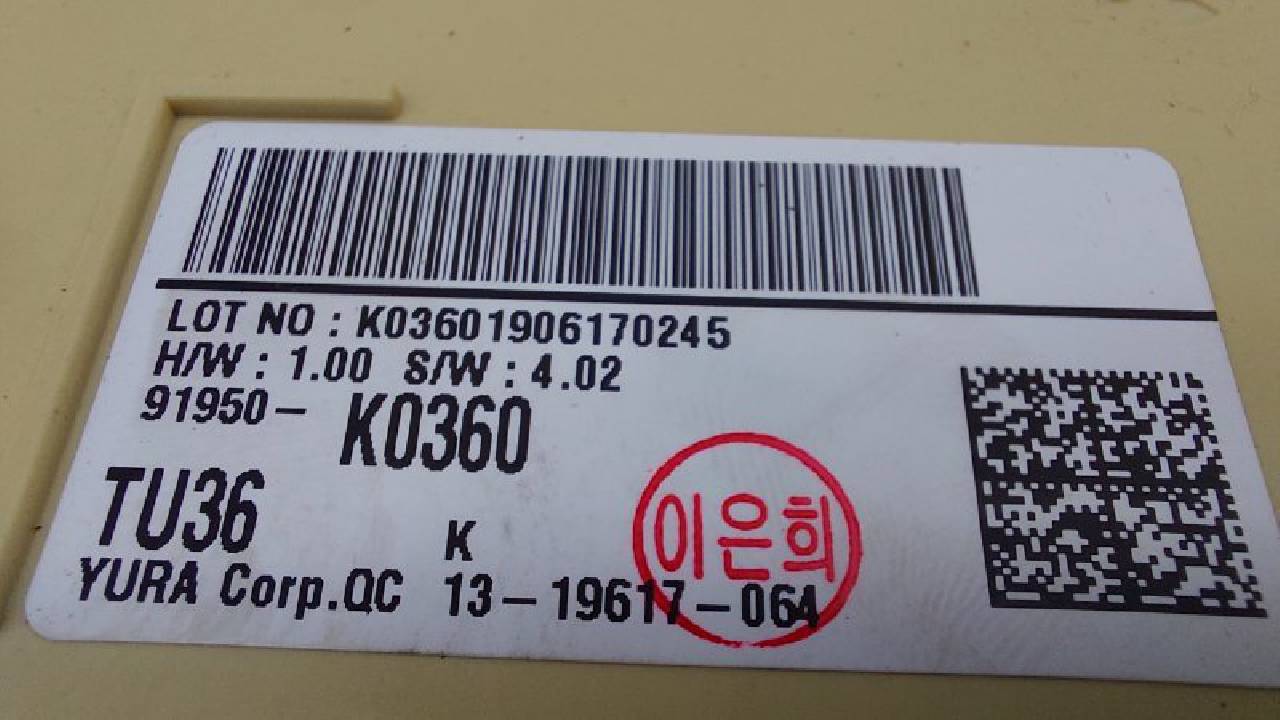 LOT NO : K03601906170245
H/W : 1.00 S/W : 4.02
91950- K0360
TU36 K
이은희
YURA Corp.QC 13-19617-064